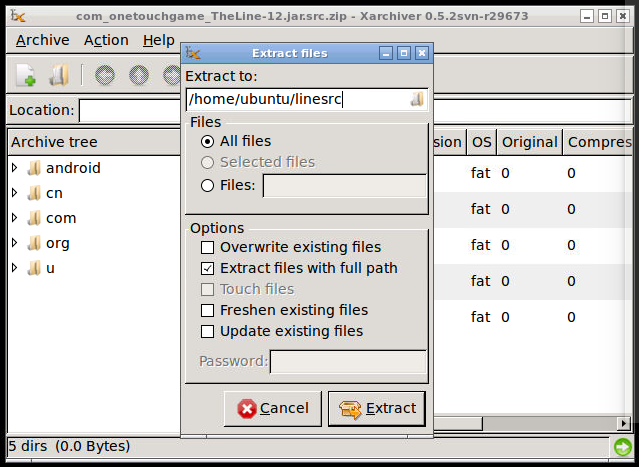 com_onetouchgame_TheLine-12.jar.src.zip - Xarchiver 0.5.2svn-r29673
Archive Action Help
Extract files
Extract to:
/home/ubuntu/linesrc
Location:
Files
All files
Selected files
Files:
Archive tree
sion OS Original Compres
android
cn
com
org
u
fat 0 0
fat 0 0
fat 0 0
fat 0 0
fat 0 0
Options
Overwrite existing files
Extract files with full path
Touch files
Freshen existing files
Update existing files
Password:
Cancel Extract
5 dirs (0.0 Bytes)